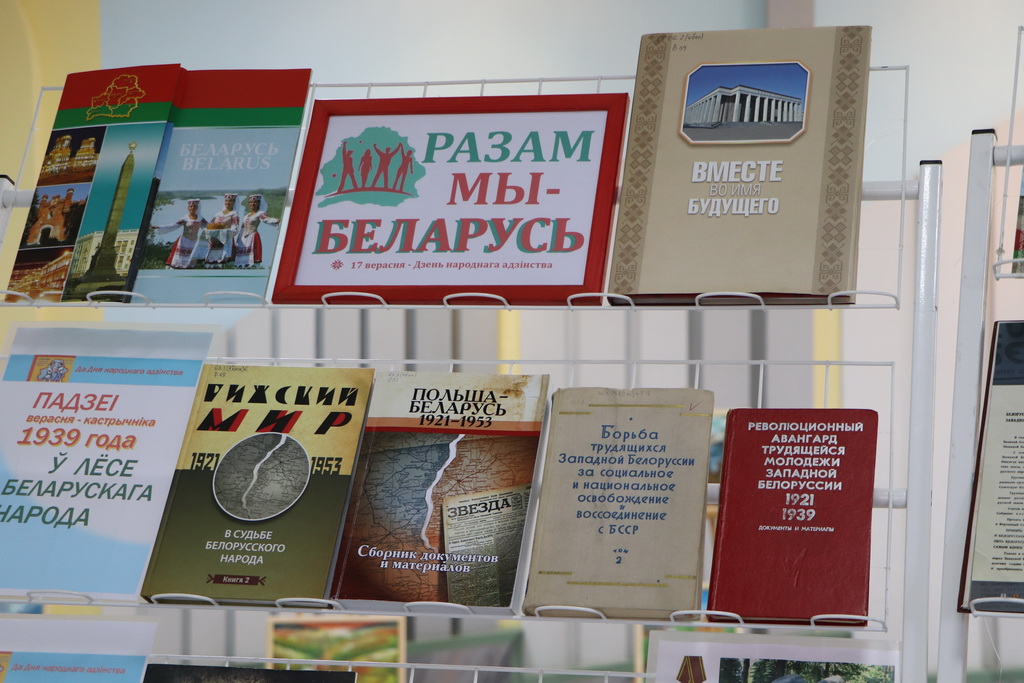 БЕЛАРУСЬ
BELARUS
РАЗАМ
МЫ-
БЕЛАРУСЬ
17 верасня - Дзень народнага адзінства
ВМЕСТЕ
ВО ИМЯ
БУДУЩЕГО
Да Дня народнага адзінства
ПАДЗЕІ
верасня - кастрычніка
1939 года
Ў ЛЁСЕ
БЕЛАРУСКАГА
НАРОДА
РИЖСКИЙ
МИР
1921 1953
В СУДЬБЕ
БЕЛОРУССКОГО
НАРОДА
Книга 2
ПОЛЬША-
БЕЛАРУСЬ
1921-1953
ЗВЕЗДА
Сборник документов
и материалов
Борьба
трудящихся
Западной Белоруссии
за социальное
и национальное
освобождение
и
воссоединение
с БССР
том
2
РЕВОЛЮЦИОННЫЙ
АВАНГАРД
ТРУДЯЩЕЙСЯ
МОЛОДЕЖИ
ЗАПАДНОЙ
БЕЛОРУССИИ
1921
1939
ДОКУМЕНТЫ И МАТЕРИАЛЫ
Да Дня народнага адзінства